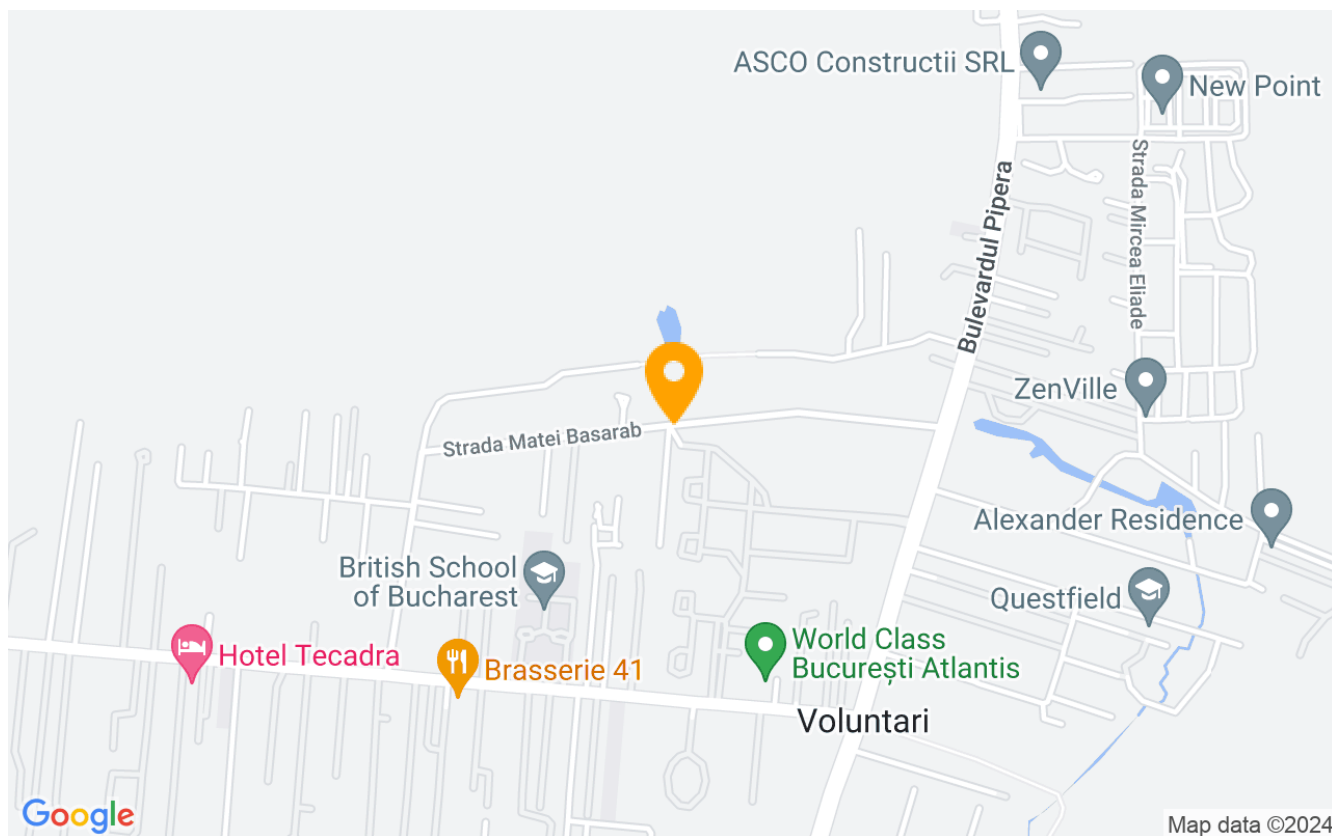 ASCO Constructii SRL
New Point
Strada Mircea Eliade
Bulevardul Pipera
ZenVille
Strada Matei Basarab
Alexander Residence
British School
of Bucharest
Questfield
Hotel Tecadra
Brasserie 41
World Class
București Atlantis
Voluntari
Google
Map data ©2024